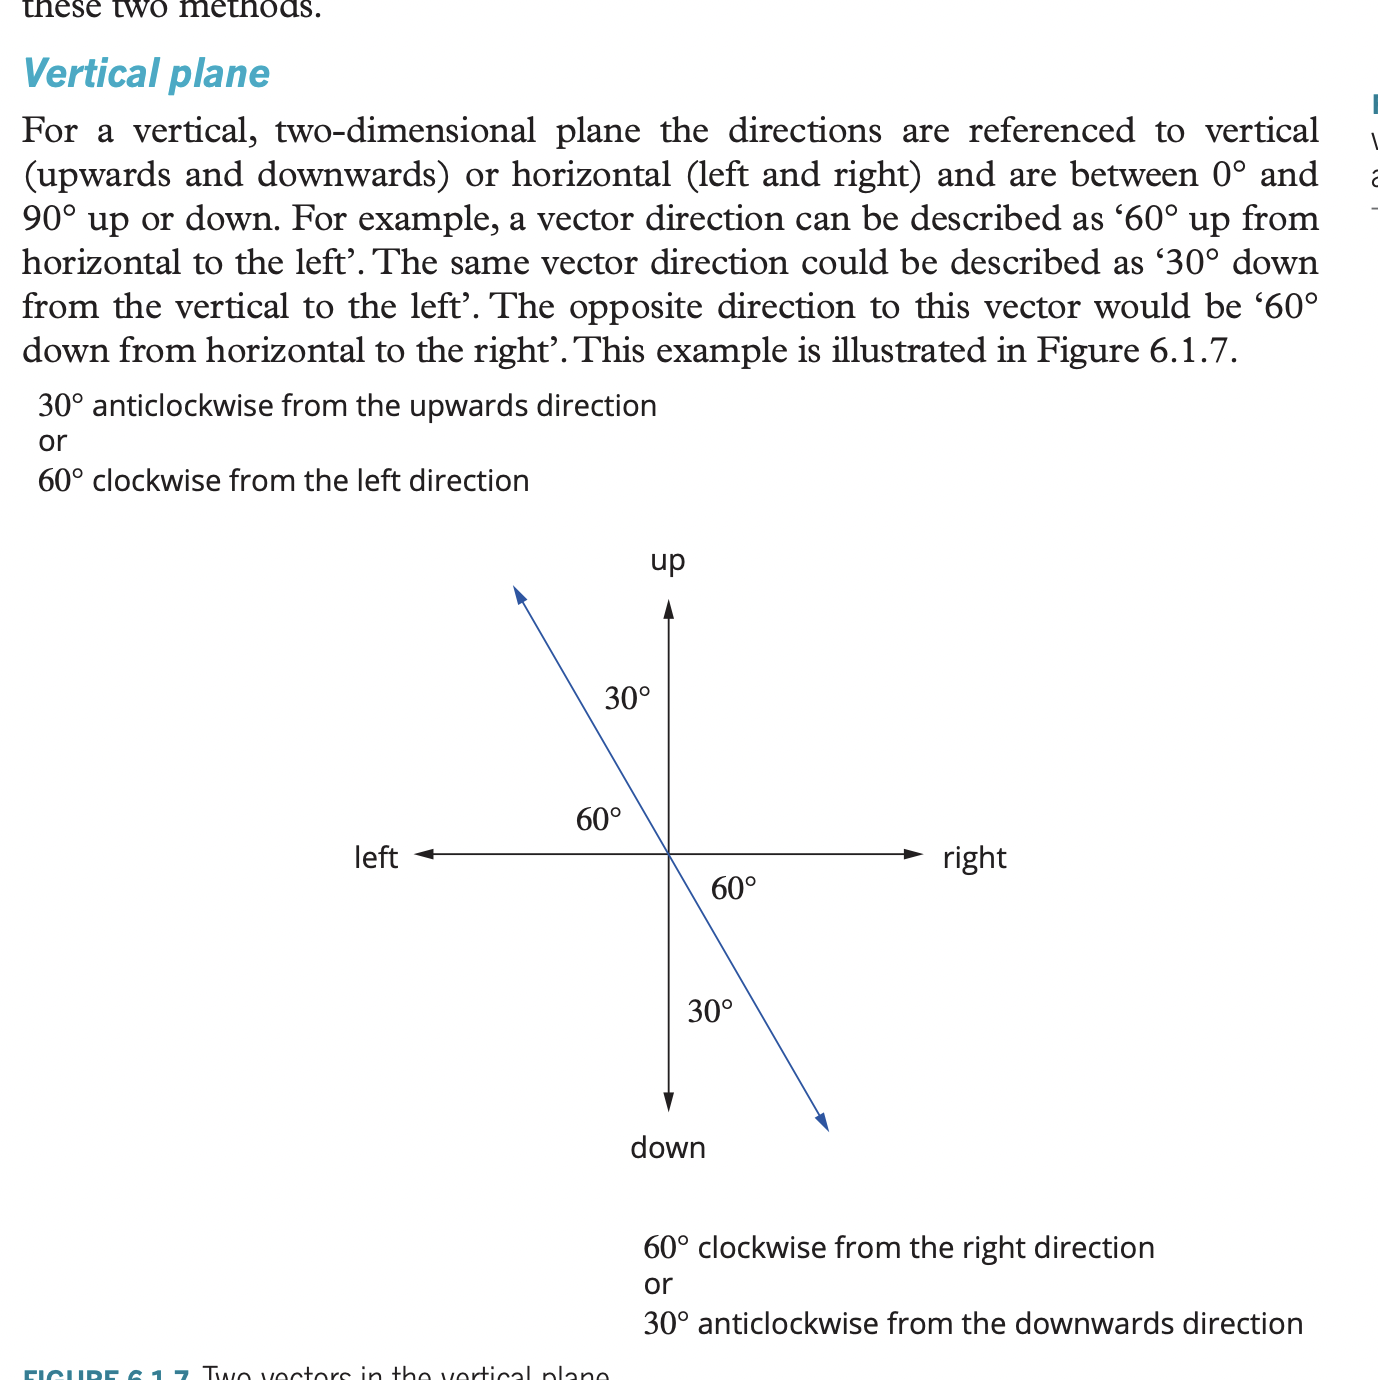 these two methods.
Vertical plane
For a vertical, two-dimensional plane the directions are referenced to vertical
(upwards and downwards) or horizontal (left and right) and are between 0° and
90° up or down. For example, a vector direction can be described as ‘60° up from
horizontal to the left’. The same vector direction could be described as ‘30° down
from the vertical to the left’. The opposite direction to this vector would be ‘60°
down from horizontal to the right’. This example is illustrated in Figure 6.1.7.
30° anticlockwise from the upwards direction
or
60° clockwise from the left direction
up
30°
60°
left
right
60°
30°
down
60° clockwise from the right direction
or
30° anticlockwise from the downwards direction
FIGURE 6.1.7 Two vectors in the vertical plane